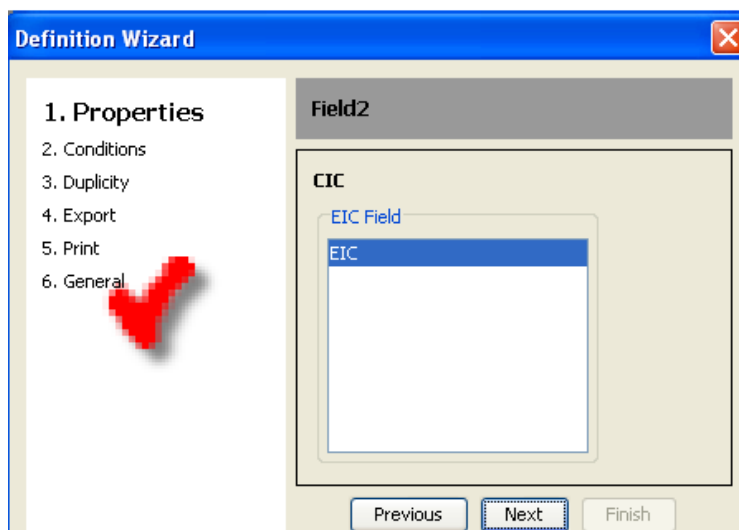 Definition Wizard
1. Properties
2. Conditions
3. Duplicity
4. Export
5. Print
6. General
Field2
CIC
EIC Field
EIC
Previous
Next
Finish